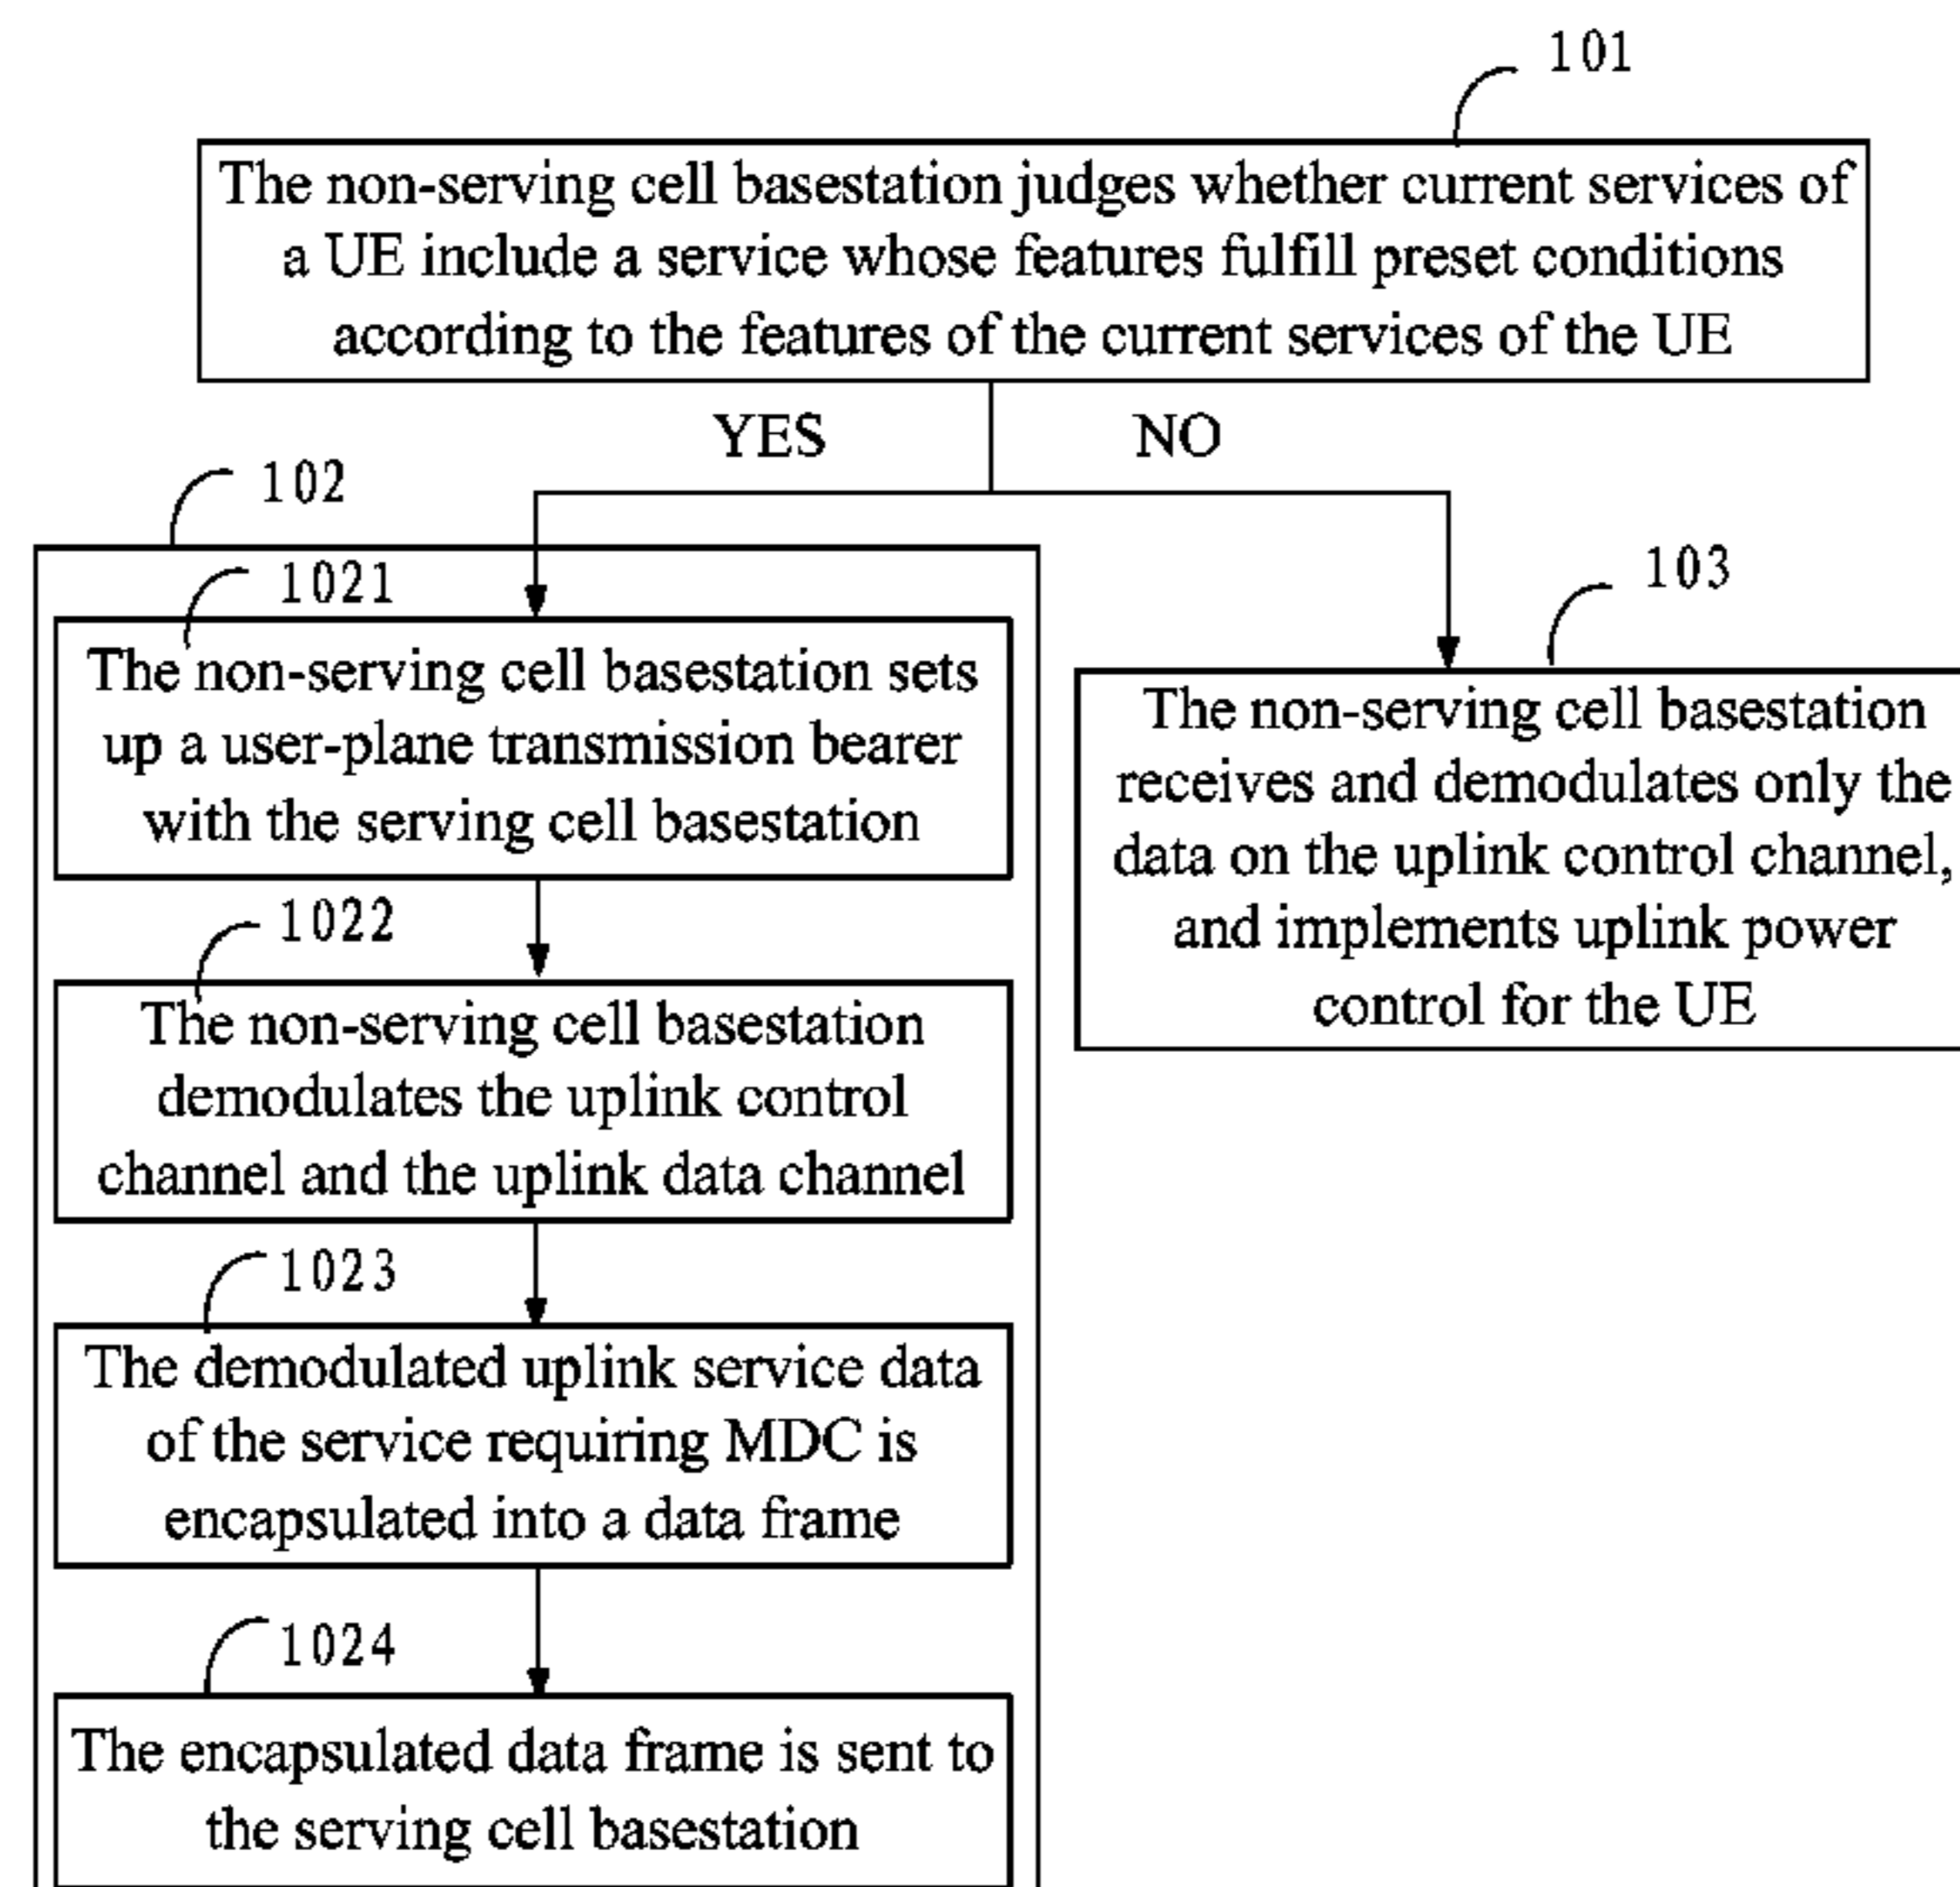 101
The non-serving cell basestation judges whether current services of
a UE include a service whose features fulfill preset conditions
according to the features of the current services of the UE
YES
NO
102
1021
The non-serving cell basestation sets
up a user-plane transmission bearer
with the serving cell basestation
103
The non-serving cell basestation
receives and demodulates only the
data on the uplink control channel,
and implements uplink power
control for the UE
1022
The non-serving cell basestation
demodulates the uplink control
channel and the uplink data channel
1023
The demodulated uplink service data
of the service requiring MDC is
encapsulated into a data frame
1024
The encapsulated data frame is sent to
the serving cell basestation